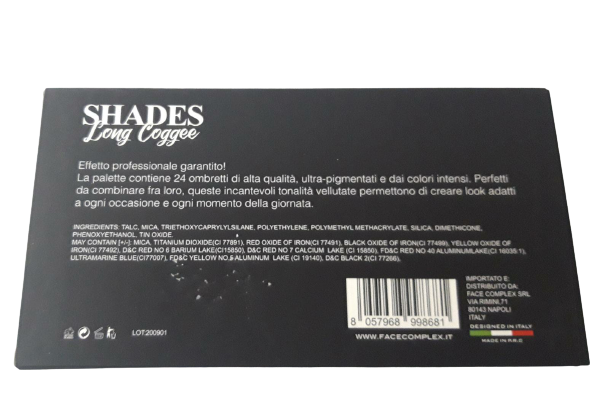 SHADES
Long Coggee
Effetto professionale garantito!
La palette contiene 24 ombretti di alta qualità, ultra-pigmentati e dai colori intensi. Perfetti
da combinare fra loro, queste incantevoli tonalità vellutate permettono di creare look adatti
a ogni occasione e ogni momento della giornata.
INGREDIENTS: TALC, MICA, TRIETHOXYCAPRYLYLSILANE, POLYETHYLENE, POLYMETHYL METHACRYLATE, SILICA, DIMETHICONE,
PHENOXYETHANOL, TIN OXIDE.
MAY CONTAIN [+/-]: MICA, TITANIUM DIOXIDE(CI 77891), RED OXIDE OF IRON(CI 77491), BLACK OXIDE OF IRON(CI 77499), YELLOW OXIDE OF
IRON(CI 77492), D&C RED NO 6 BARIUM LAKE (CI 15850), D&C RED NO 7 CALCIUM LAKE (CI 15850), FD&C RED NO 40 ALUMINUMLAKE(CI 16035:1),
ULTRAMARINE BLUE(CI77007), FD&C YELLOW NO.5 ALUMINUM LAKE (CI 19140), D&C BLACK 2(CI 77266),
LOT:200901
8 057968 998681
WWW.FACECOMPLEX.IT
IMPORTATO E
DISTRIBUITO DA:
FACE COMPLEX SRL
VIA RIMINI,71
80143 NAPOLI
ITALY
DESIGNED IN ITALY
MADE IN P.R.C